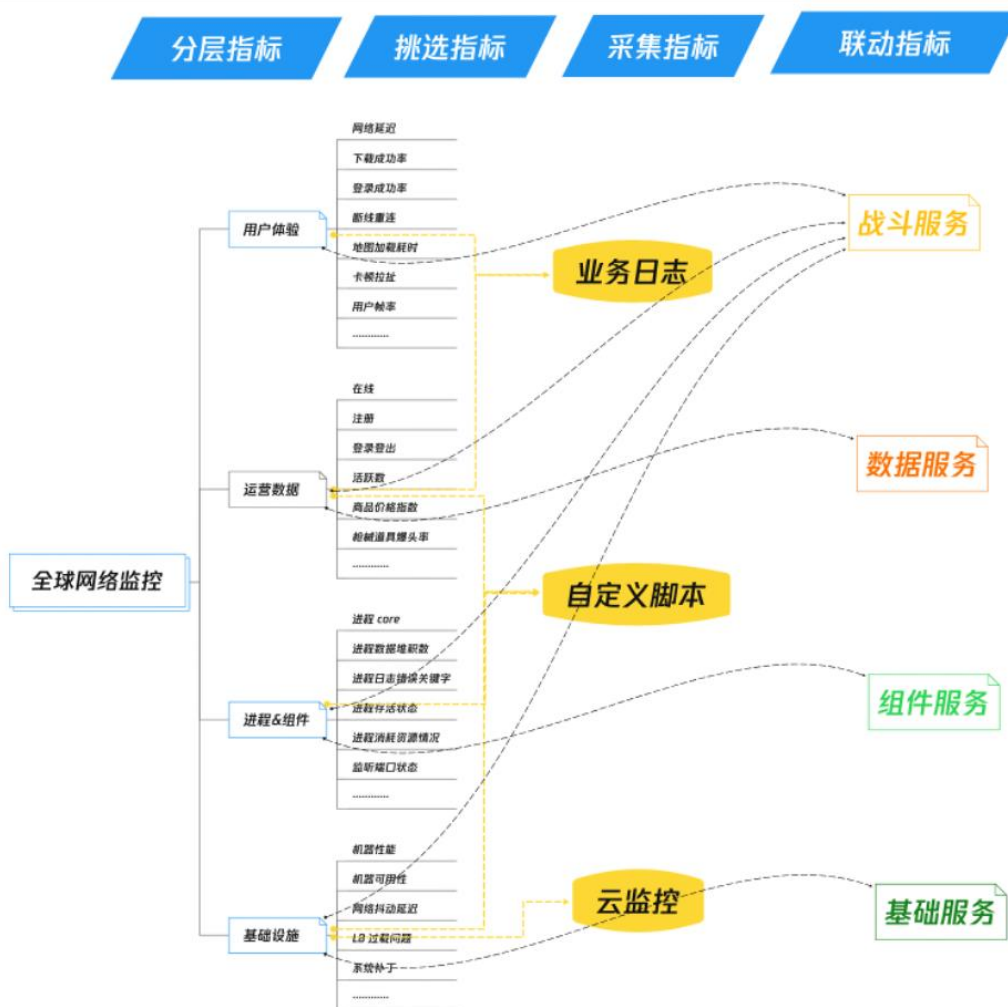 分层指标
挑选指标
采集指标
联动指标
网络延迟
下载成功率
登录成功率
断线重连
地图加载耗时
卡顿拉扯
用户帧率
............
用户体验
业务日志
战斗服务
在线
注册
登录登出
活跃数
商品价格指数
枪械道具爆头率
............
运营数据
数据服务
全球网络监控
自定义脚本
进程 core
进程数据堆积数
进程日志错误关键字
进程存活状态
进程消耗资源情况
监听端口状态
............
进程&组件
组件服务
机器性能
机器可用性
网络抖动延迟
LB 过载问题
系统补丁
............
基础设施
云监控
基础服务